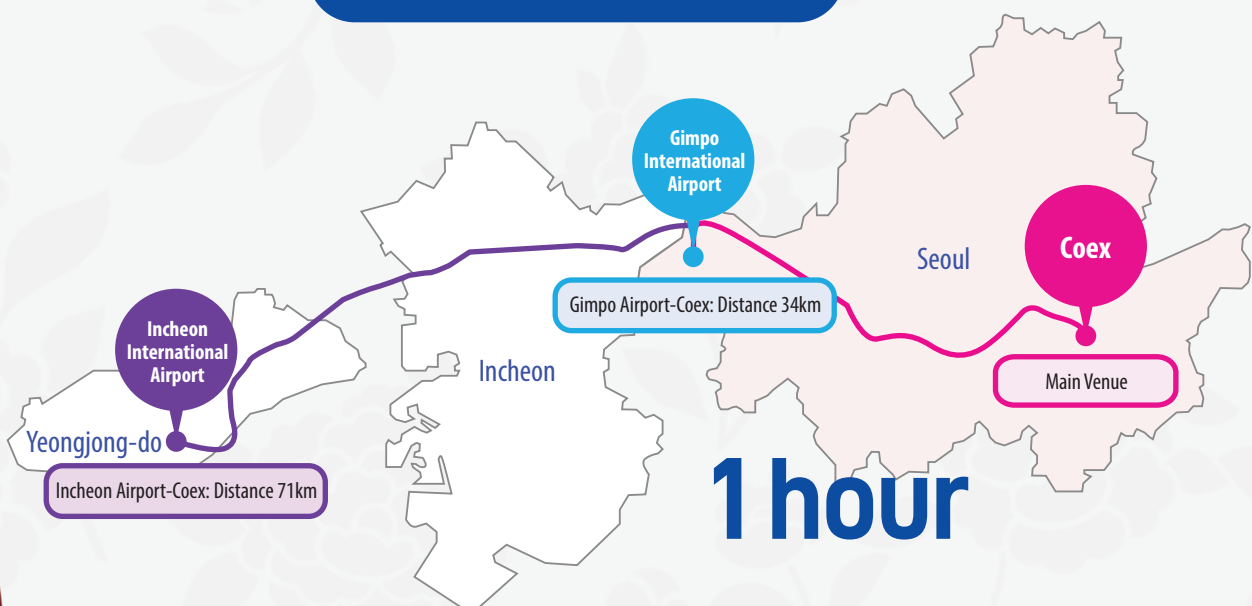 Gimpo
International
Airport
Seoul
Coex
Gimpo Airport-Coex: Distance 34km
Incheon
International
Airport
Incheon
Main Venue
Yeongjong-do
Incheon Airport-Coex: Distance 71km
1 hour